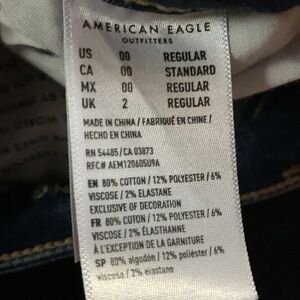 AMERICAN EAGLE
OUTFITTERS
US 00 REGULAR
CA 00 STANDARD
MX 00 REGULAR
UK 2 REGULAR
MADE IN CHINA / FABRIQUÉ EN CHINE /
HECHO EN CHINA
RN 54485/CA 03873
RFC# AEM120605U9A
EN 80% COTTON / 12% POLYESTER / 6%
VISCOSE / 2% ELASTANE
EXCLUSIVE OF DECORATION
FR 80% COTON / 12% POLYESTER / 6%
VISCOSE / 2% ÉLASTHANNE
À L'EXCEPTION DE LA GARNITURE
SP 80% algodón / 12% poliester / 6%
viscosa / 2% elastano